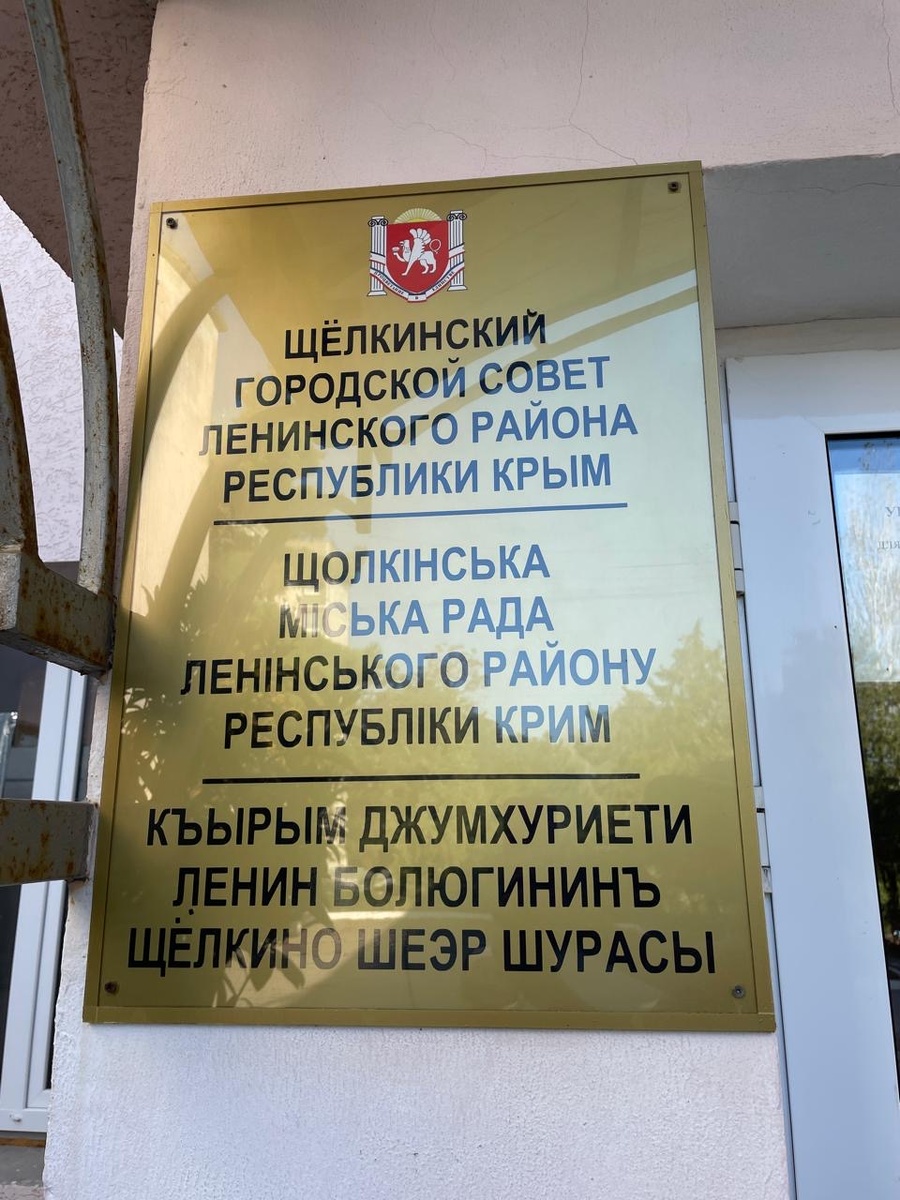 ЩЁЛКИНСКИЙ
ГОРОДСКОЙ СОВЕТ
ЛЕНИНСКОГО РАЙОНА
РЕСПУБЛИКИ КРЫМ
ЩОЛКІНСЬКА
МІСЬКА РАДА
ЛЕНІНСЬКОГО РАЙОНУ
РЕСПУБЛІКИ КРИМ
КЪЫРЫМ ДЖУМХУРИЕТИ
ЛЕНИН БОЛЮГИНИНЪ
ЩЁЛКИНО ШЕЭР ШУРАСЫ